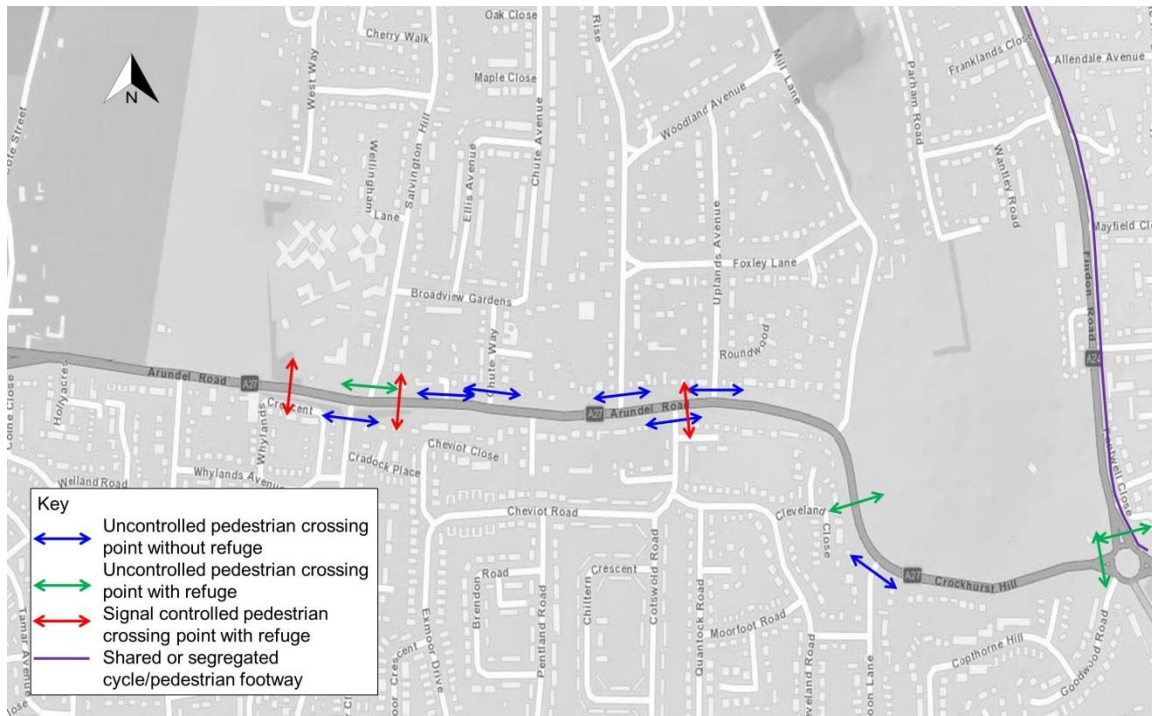 Oak Close
Cherry Walk
Rise
Franklands Close
Allendale Avenue
West Way
Maple Close
Mill Lane
Parham Road
Woodland Avenue
Salvington Hill
Chute Avenue
Wantley Road
Wellingham
Lane
Ellis Avenue
Mayfield Clo
N
Uplands Avenue
Foxley Lane
Findon Road
Broadview Gardens
Chute Way
Roundwood
A24
Arundel Road
A27
Hollyacres
Crescent
A27
Arundel Road
Whylands
Cheviot Close
Cradock Place
Whylands Avenue
Welland Road
Cheviot Road
Cleveland
Close
A27
Crockhurst Hill
Key
Uncontrolled pedestrian crossing
point without refuge
Uncontrolled pedestrian crossing
point with refuge
Signal controlled pedestrian
crossing point with refuge
Shared or segregated
cycle/pedestrian footway
Tamar Avenue
Exmoor Drive
Brendon
Road
Pentland Road
Chiltern
Crescent
Cotswold Road
Quantock Road
Moorfoot Road
Copthorne Hill
Goodwood Road